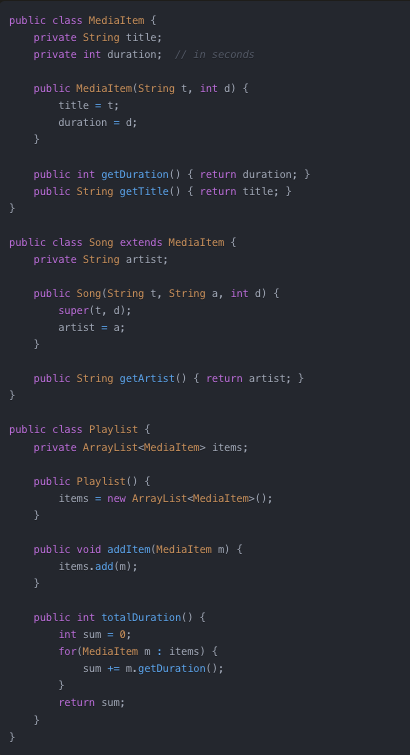 public class MediaItem {
    private String title;
    private int duration;  // in seconds

    public MediaItem(String t, int d) {
        title = t;
        duration = d;
    }

    public int getDuration() { return duration; }
    public String getTitle() { return title; }
}

public class Song extends MediaItem {
    private String artist;

    public Song(String t, String a, int d) {
        super(t, d);
        artist = a;
    }

    public String getArtist() { return artist; }
}

public class Playlist {
    private ArrayList<MediaItem> items;

    public Playlist() {
        items = new ArrayList<MediaItem>();
    }

    public void addItem(MediaItem m) {
        items.add(m);
    }

    public int totalDuration() {
        int sum = 0;
        for(MediaItem m : items) {
            sum += m.getDuration();
        }
        return sum;
    }
}